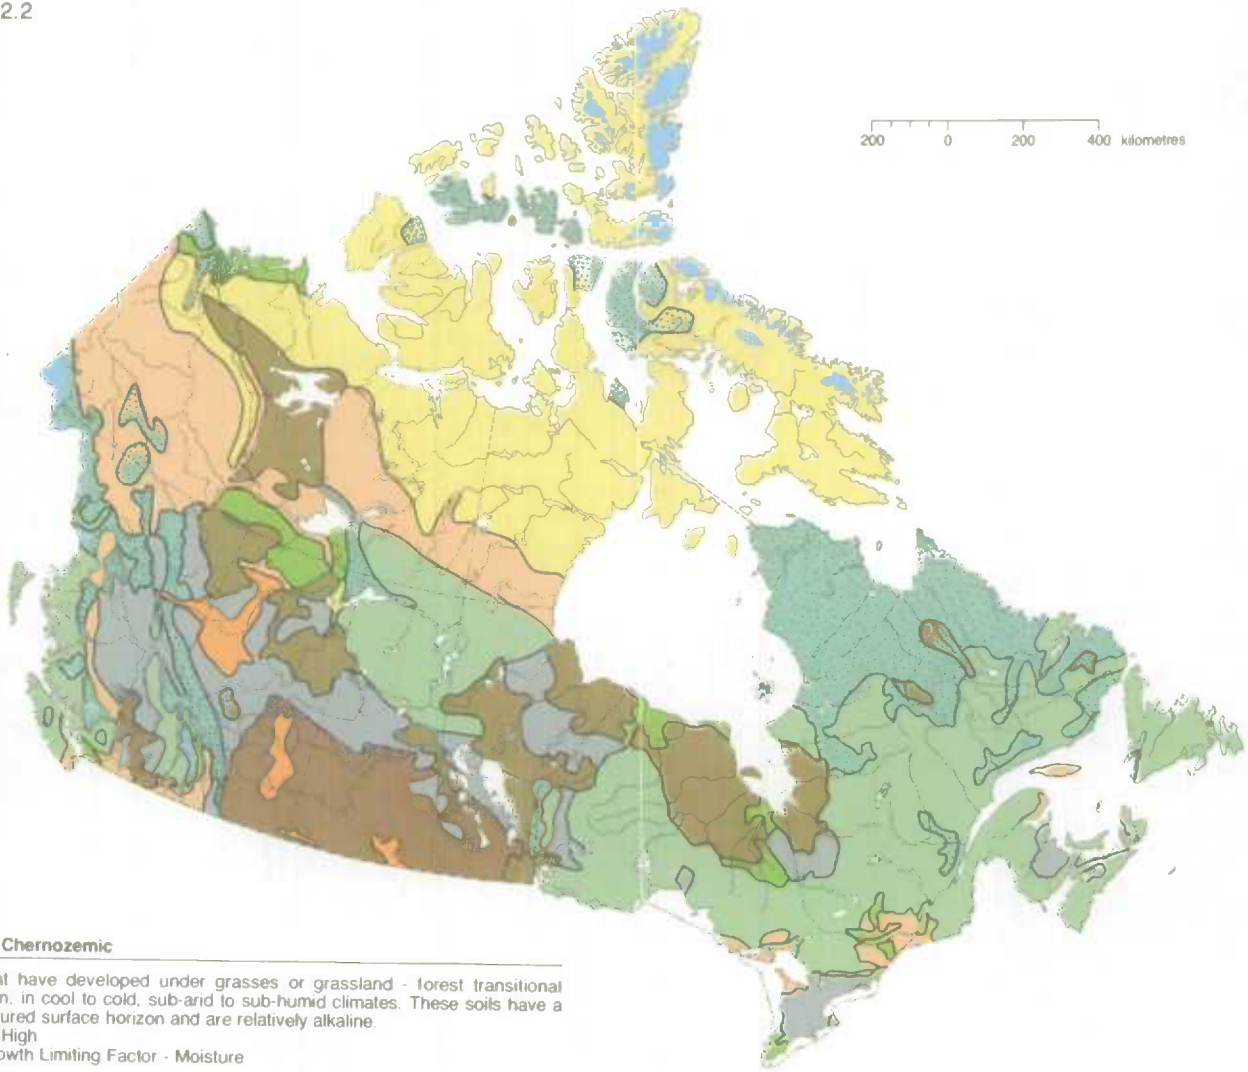 2.2
200 0 200 400 kilometres
Chernozemic
at have developed under grasses or grassland - forest transitional
n, in cool to cold, sub-arid to sub-humid climates. These soils have a
ured surface horizon and are relatively alkaline.
High
owth Limiting Factor - Moisture